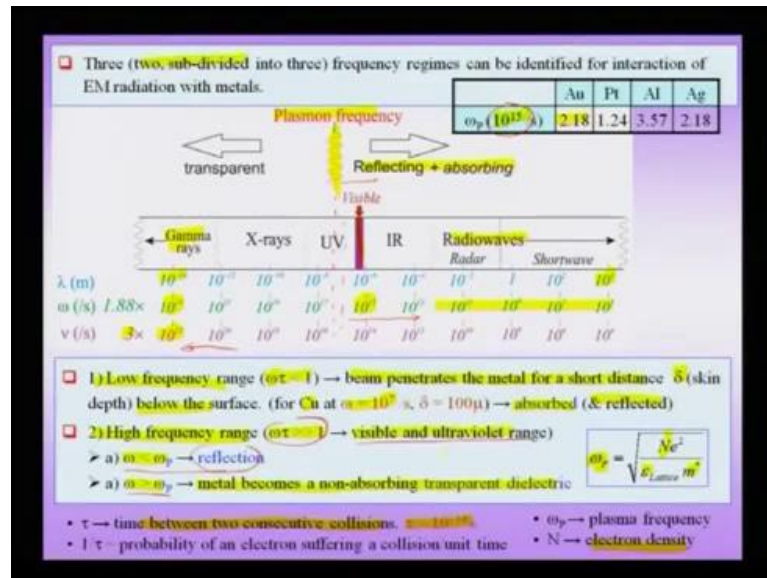 Three (two, sub-divided into three) frequency regimes can be identified for interaction of
EM radiation with metals.
Au Pt Al Ag
ωp (10¹⁵ /s) 2.18 1.24 3.57 2.18
Plasmon frequency
transparent
Reflecting + absorbing
Visible
Gamma rays X-rays UV IR Radiowaves
Radar Shortwave
λ (m)
ω (/s) 1.88×
ν (/s) 3×
1) Low frequency range (ωτ < 1) → beam penetrates the metal for a short distance δ (skin
depth) below the surface. (for Cu at ω = 10⁷ s, δ = 100μ) → absorbed (& reflected)
2) High frequency range (ωτ >> 1 → visible and ultraviolet range)
➢ a) ω < ωp → reflection
➢ a) ω > ωp → metal becomes a non-absorbing transparent dielectric
ωp = √(Ne² / εLattice m*)
• τ → time between two consecutive collisions.
• 1/τ – probability of an electron suffering a collision unit time
• ωp → plasma frequency
• N → electron density